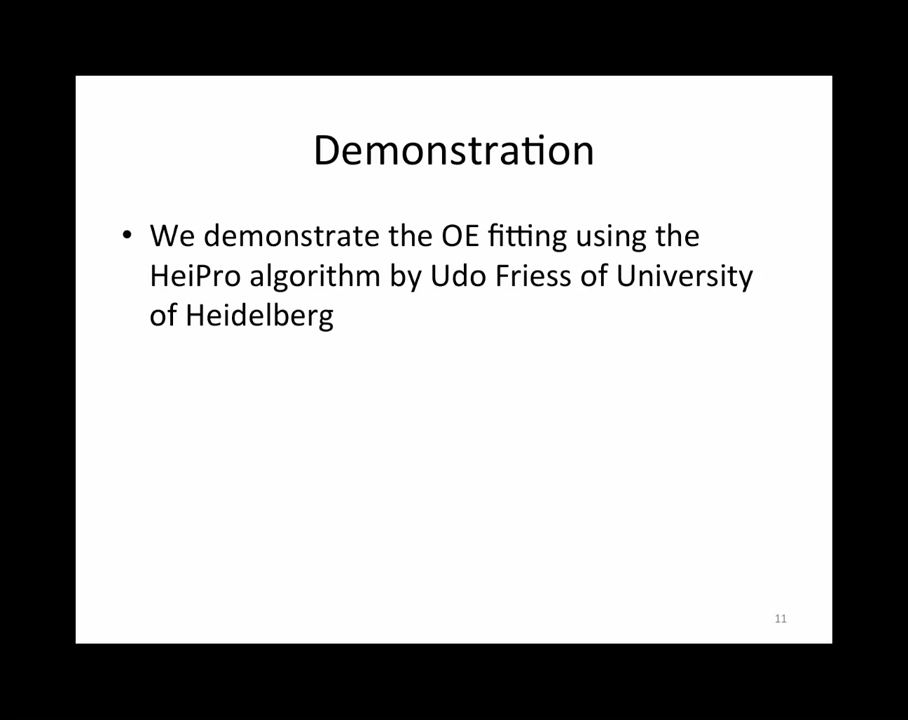 Demonstration
• We demonstrate the OE fitting using the
HeiPro algorithm by Udo Friess of University
of Heidelberg
11